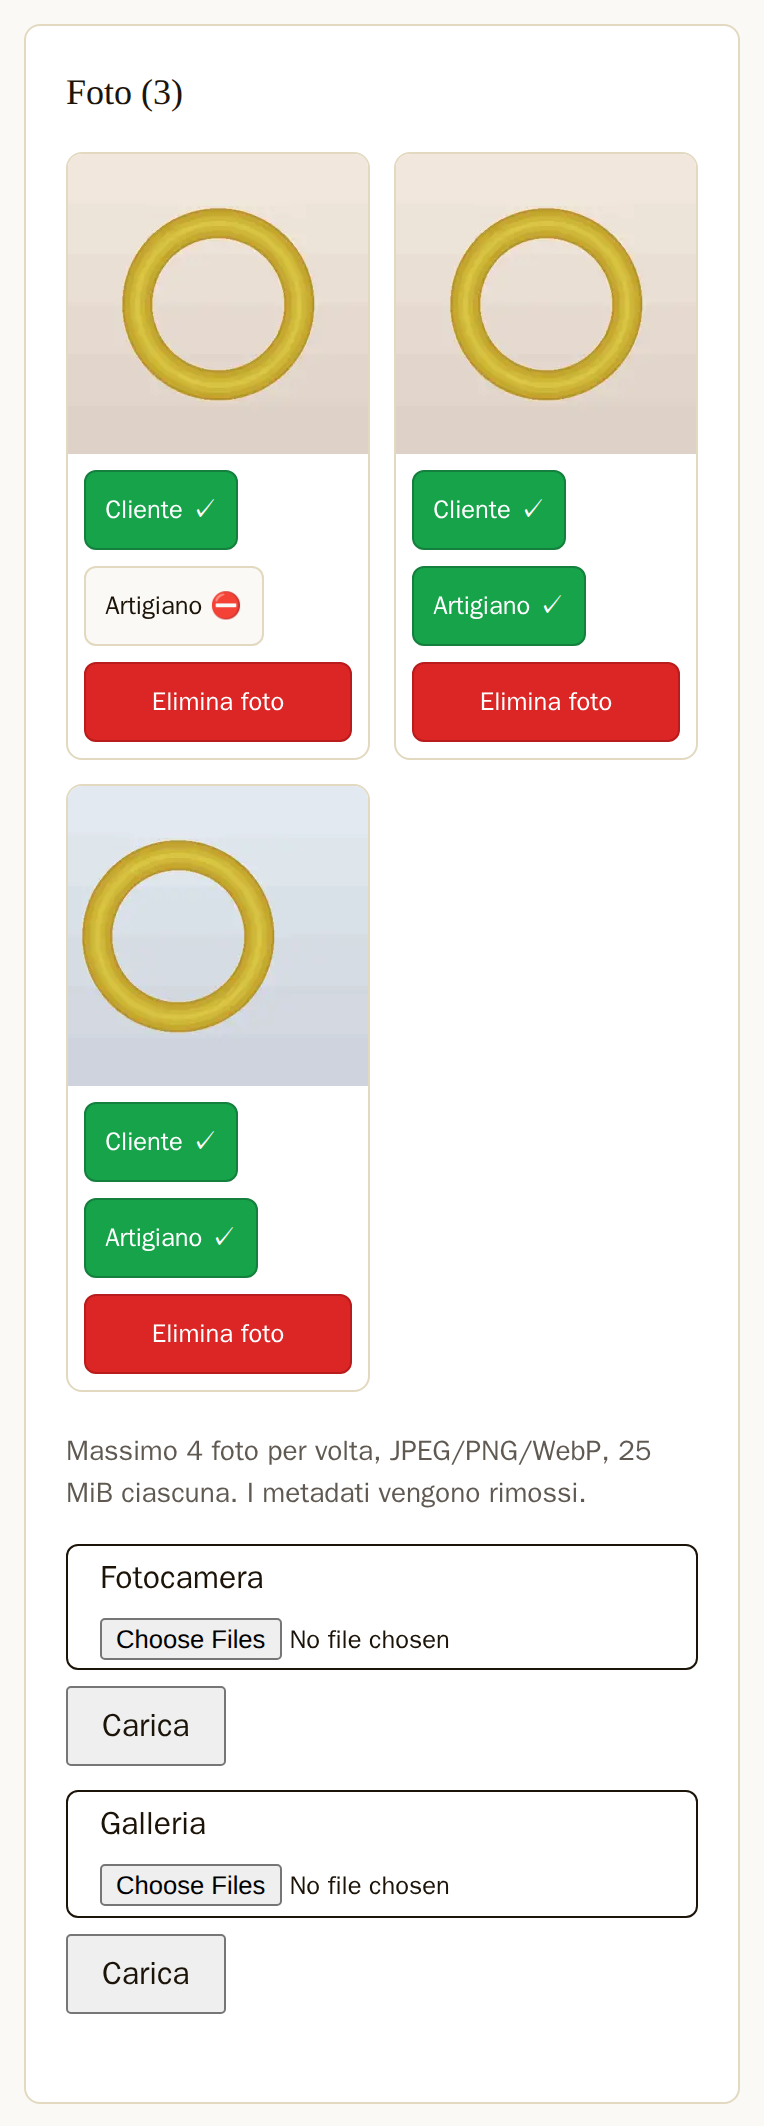 Foto (3)
Cliente ✓
Cliente ✓
Artigiano ⛔
Artigiano ✓
Elimina foto
Elimina foto
Cliente ✓
Artigiano ✓
Elimina foto
Massimo 4 foto per volta, JPEG/PNG/WebP, 25
MiB ciascuna. I metadati vengono rimossi.
Fotocamera
Choose Files No file chosen
Carica
Galleria
Choose Files No file chosen
Carica